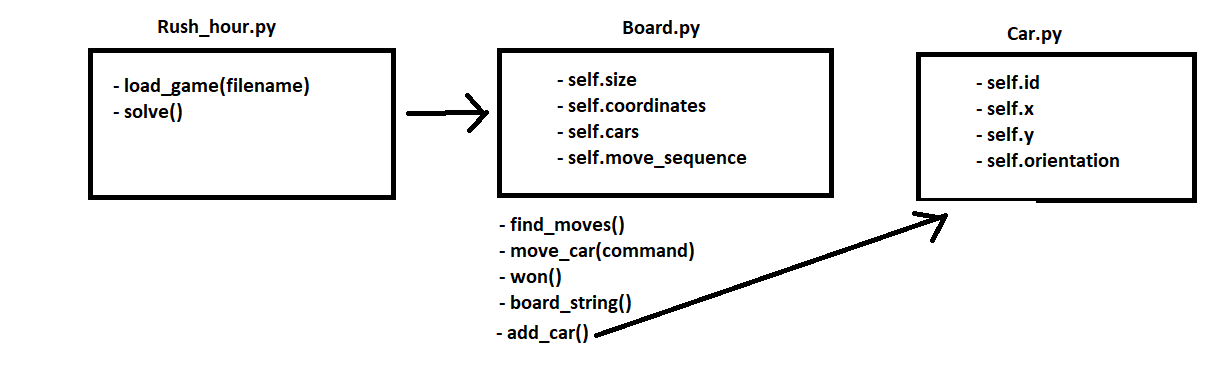 Rush_hour.py
- load_game(filename)
- solve()
Board.py
- self.size
- self.coordinates
- self.cars
- self.move_sequence
- find_moves()
- move_car(command)
- won()
- board_string()
- add_car()
Car.py
- self.id
- self.x
- self.y
- self.orientation